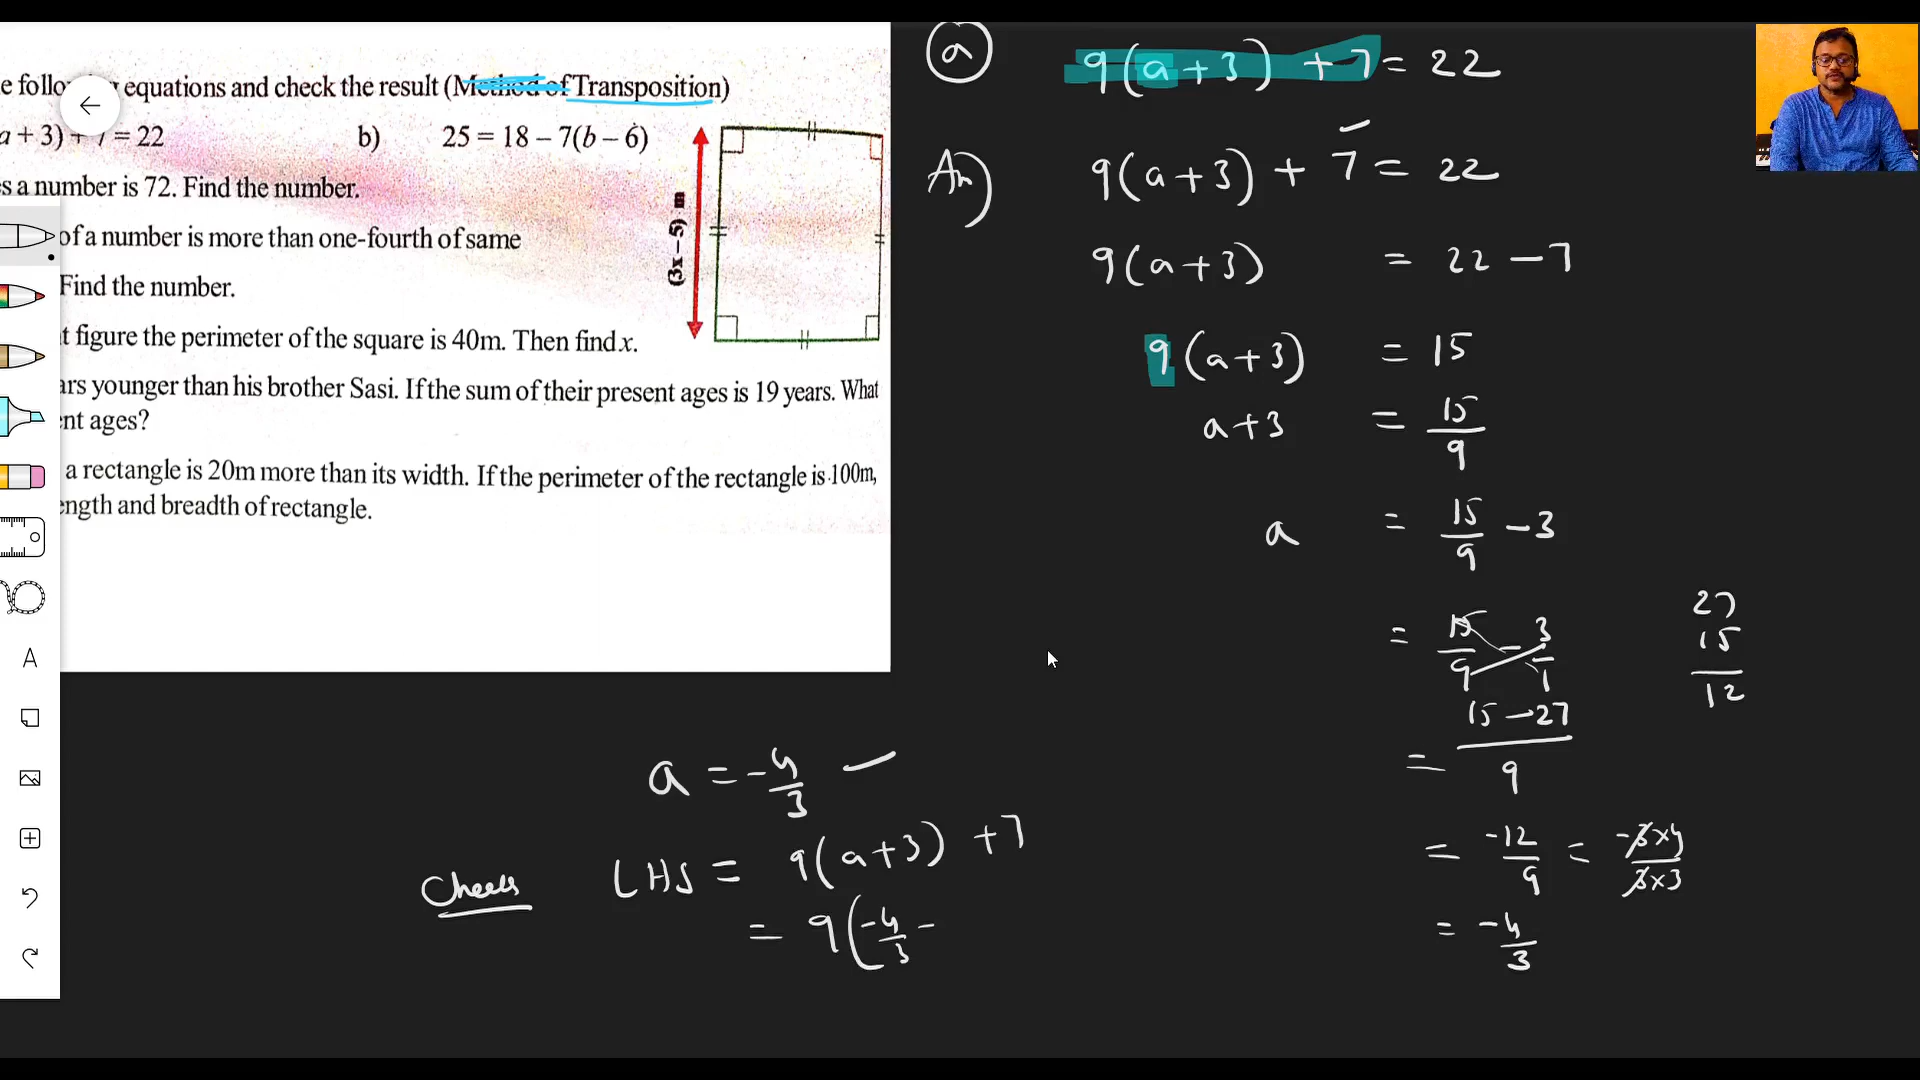 e follo equations and check the result (Method of Transposition)
a + 3) + 7 = 22 b) 25 = 18 – 7(b – 6)
s a number is 72. Find the number.
of a number is more than one-fourth of same
Find the number.
t figure the perimeter of the square is 40m. Then find x.
ars younger than his brother Sasi. If the sum of their present ages is 19 years. What
nt ages?
a rectangle is 20m more than its width. If the perimeter of the rectangle is 100m,
ength and breadth of rectangle.
(3x – 5) m
A
a 9(a+3) + 7 = 22
An) 9(a+3) + 7 = 22
9(a+3) = 22 – 7
9(a+3) = 15
a+3 = 15/9
a = 15/9 – 3
= 15/9 – 3/1
15 – 27
= 9
27
15
12
= -12/9 = -3×4/3×3
= -4/3
a = -4/3
Check LHS = 9(a+3) +7
= 9(-4/3 –